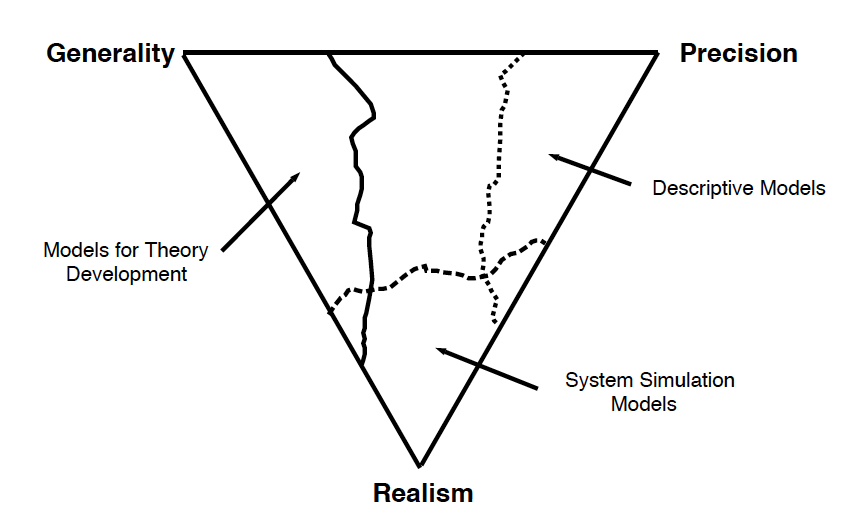 Generality
Precision
Descriptive Models
Models for Theory
Development
System Simulation
Models
Realism